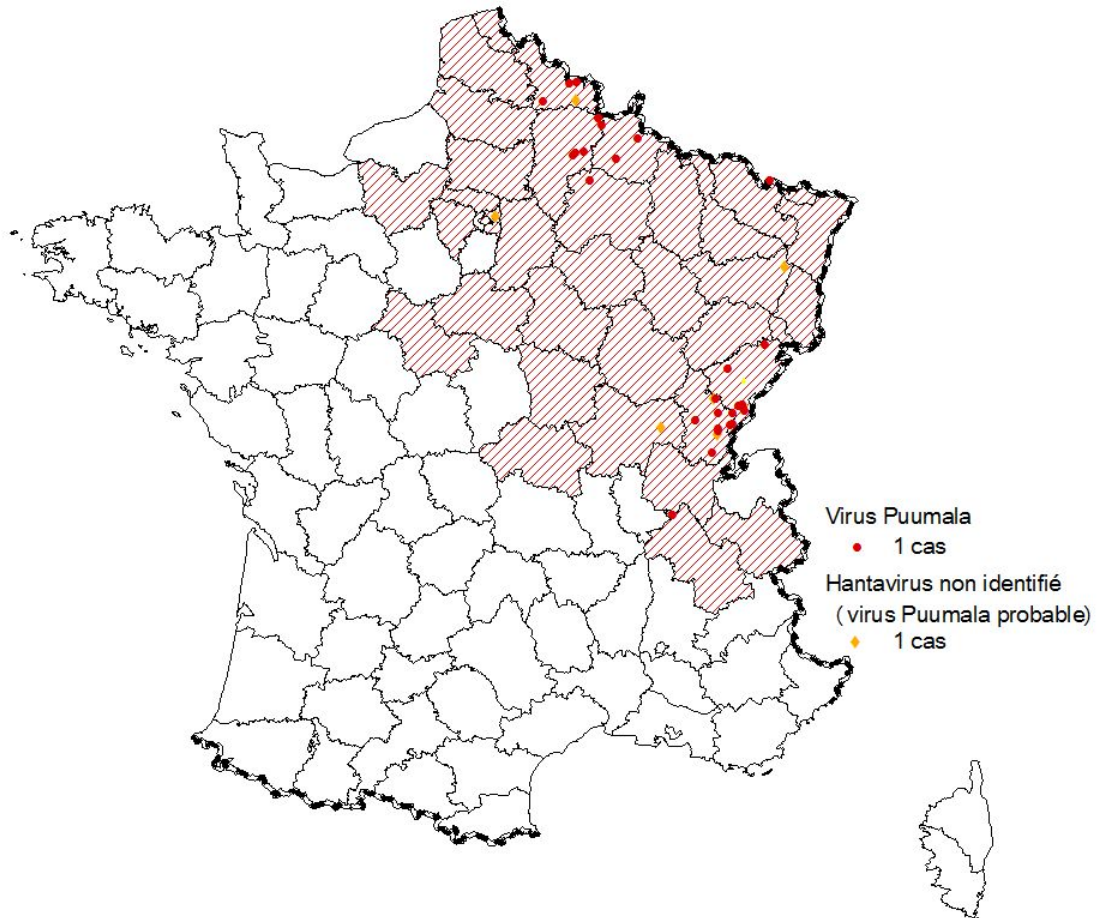 Virus Puumala
1 cas
Hantavirus non identifié
( virus Puumala probable)
1 cas